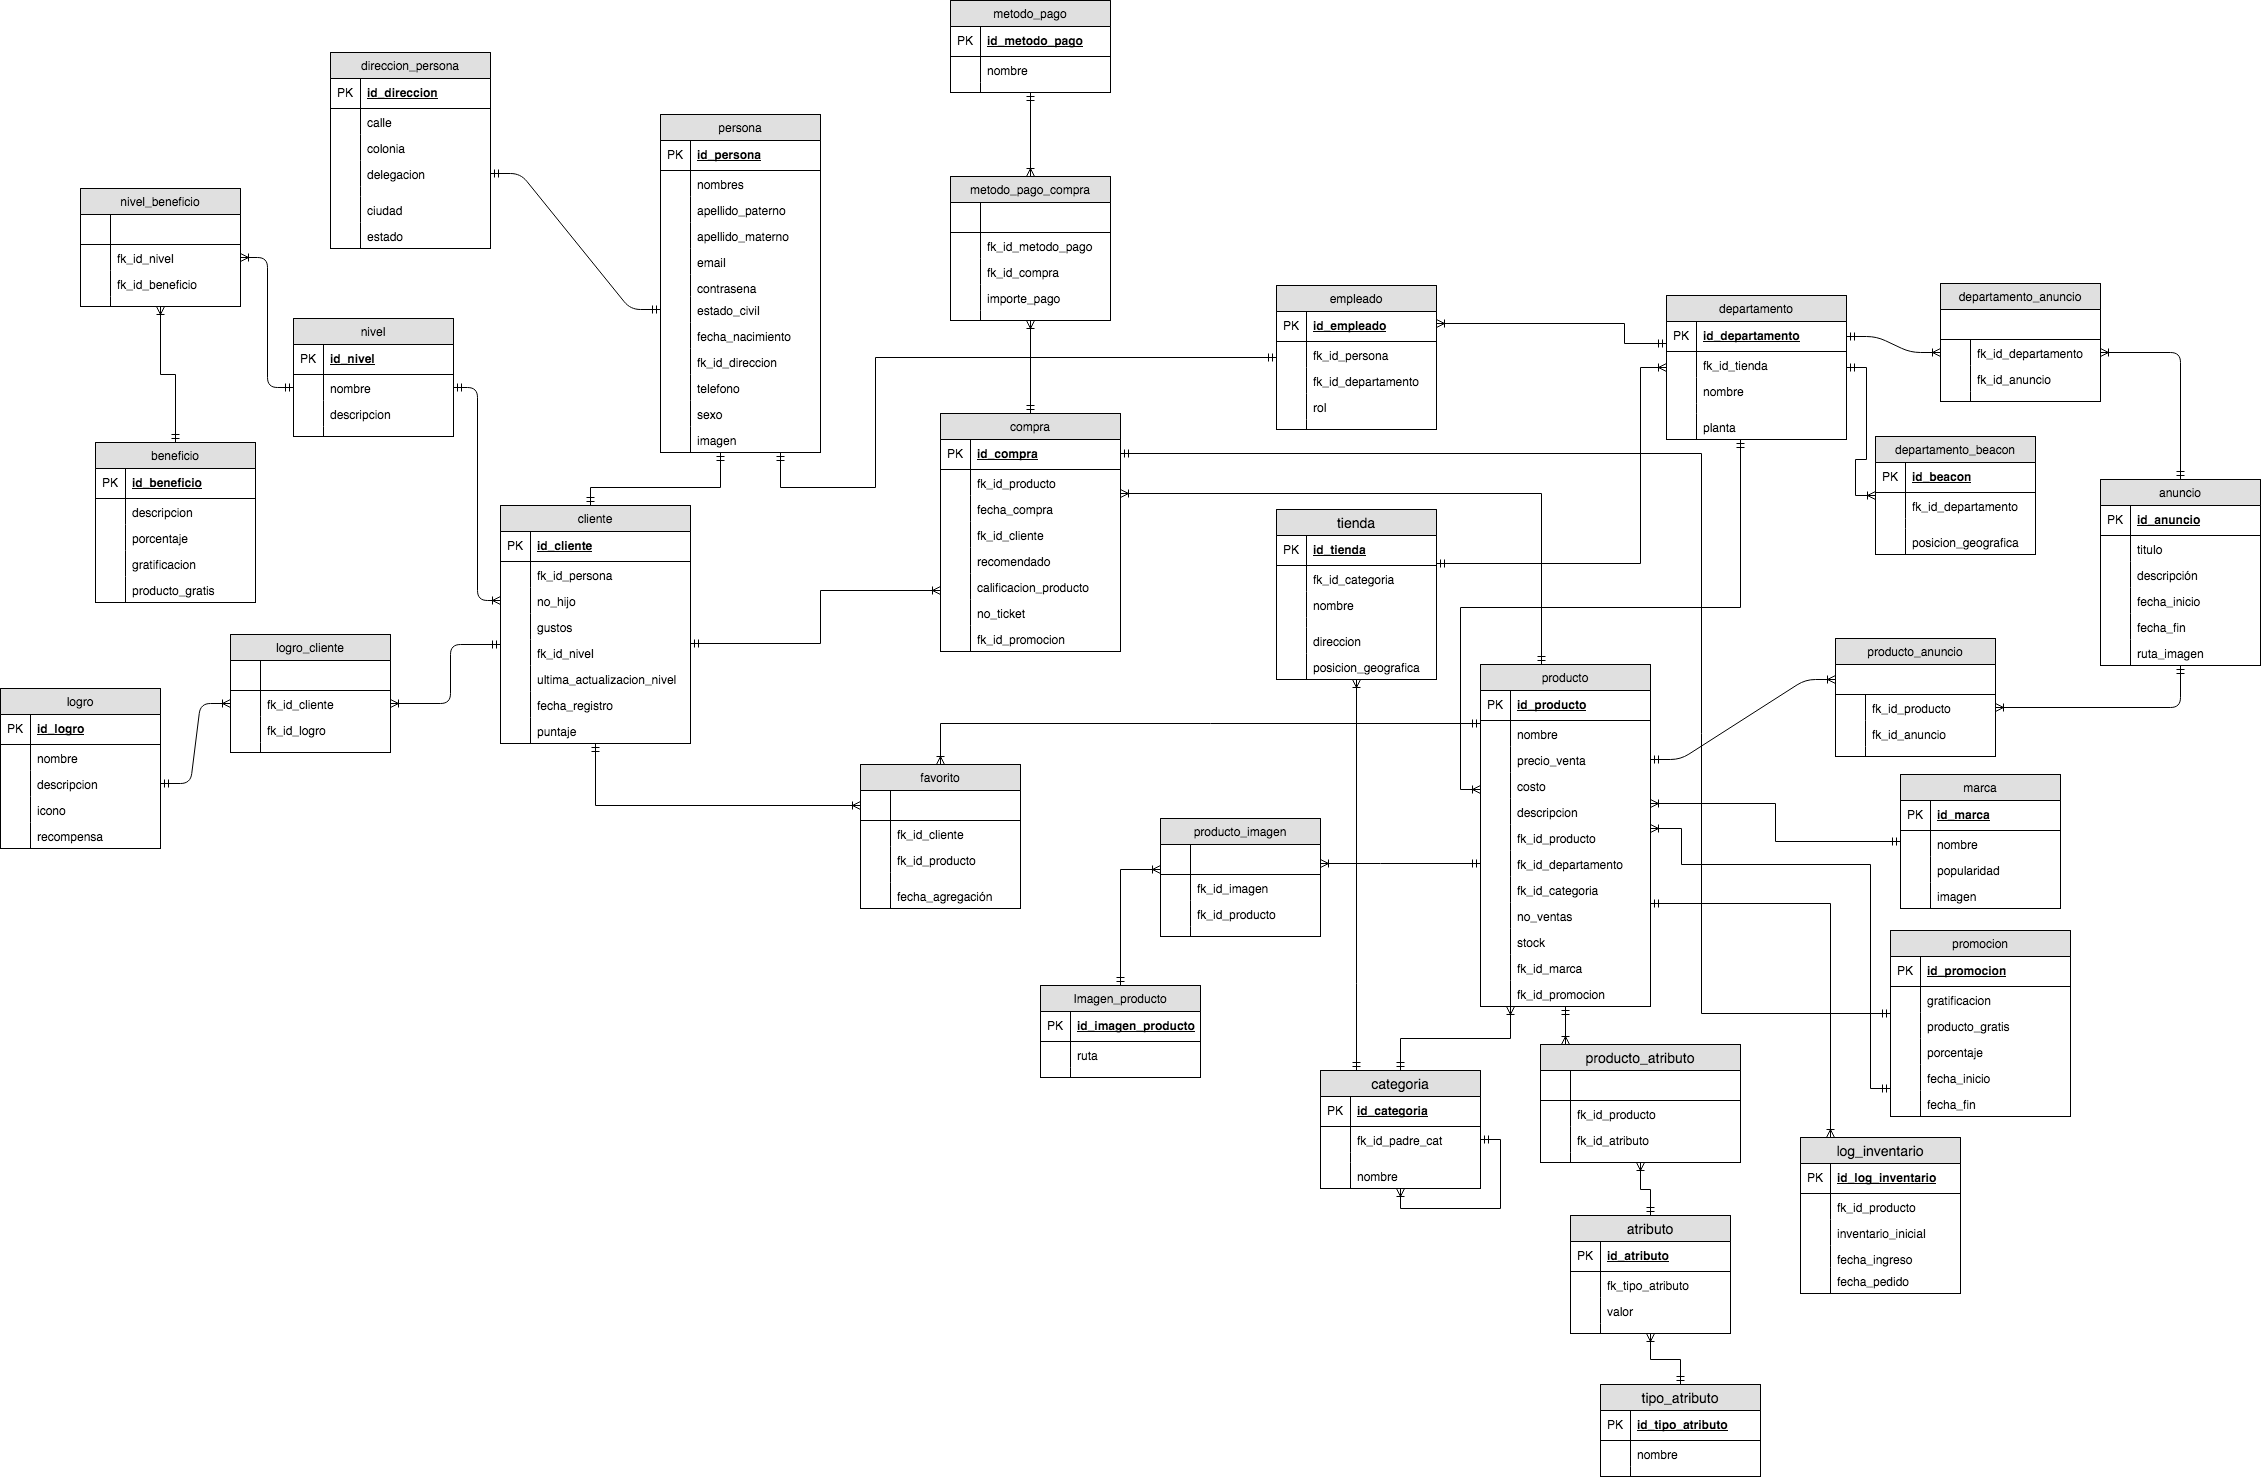 metodo_pago
PK id_metodo_pago
nombre
direccion_persona
PK id_direccion
calle
colonia
delegacion
ciudad
estado
persona
PK id_persona
nombres
apellido_paterno
apellido_materno
email
contrasena
estado_civil
fecha_nacimiento
fk_id_direccion
telefono
sexo
imagen
metodo_pago_compra
fk_id_metodo_pago
fk_id_compra
importe_pago
nivel_beneficio
fk_id_nivel
fk_id_beneficio
nivel
PK id_nivel
nombre
descripcion
beneficio
PK id_beneficio
descripcion
porcentaje
gratificacion
producto_gratis
empleado
PK id_empleado
fk_id_persona
fk_id_departamento
rol
departamento
PK id_departamento
fk_id_tienda
nombre
planta
departamento_anuncio
fk_id_departamento
fk_id_anuncio
departamento_beacon
PK id_beacon
fk_id_departamento
posicion_geografica
anuncio
PK id_anuncio
titulo
descripción
fecha_inicio
fecha_fin
ruta_imagen
compra
PK id_compra
fk_id_producto
fecha_compra
fk_id_cliente
recomendado
calificacion_producto
no_ticket
fk_id_promocion
cliente
PK id_cliente
fk_id_persona
no_hijo
gustos
fk_id_nivel
ultima_actualizacion_nivel
fecha_registro
puntaje
tienda
PK id_tienda
fk_id_categoria
nombre
direccion
posicion_geografica
logro_cliente
fk_id_cliente
fk_id_logro
logro
PK id_logro
nombre
descripcion
icono
recompensa
producto
PK id_producto
nombre
precio_venta
costo
descripcion
fk_id_producto
fk_id_departamento
fk_id_categoria
no_ventas
stock
fk_id_marca
fk_id_promocion
producto_anuncio
fk_id_producto
fk_id_anuncio
favorito
fk_id_cliente
fk_id_producto
fecha_agregación
producto_imagen
fk_id_imagen
fk_id_producto
marca
PK id_marca
nombre
popularidad
imagen
promocion
PK id_promocion
gratificacion
producto_gratis
porcentaje
fecha_inicio
fecha_fin
Imagen_producto
PK id_imagen_producto
ruta
categoria
PK id_categoria
fk_id_padre_cat
nombre
producto_atributo
fk_id_producto
fk_id_atributo
log_inventario
PK id_log_inventario
fk_id_producto
inventario_inicial
fecha_ingreso
fecha_pedido
atributo
PK id_atributo
fk_tipo_atributo
valor
tipo_atributo
PK id_tipo_atributo
nombre